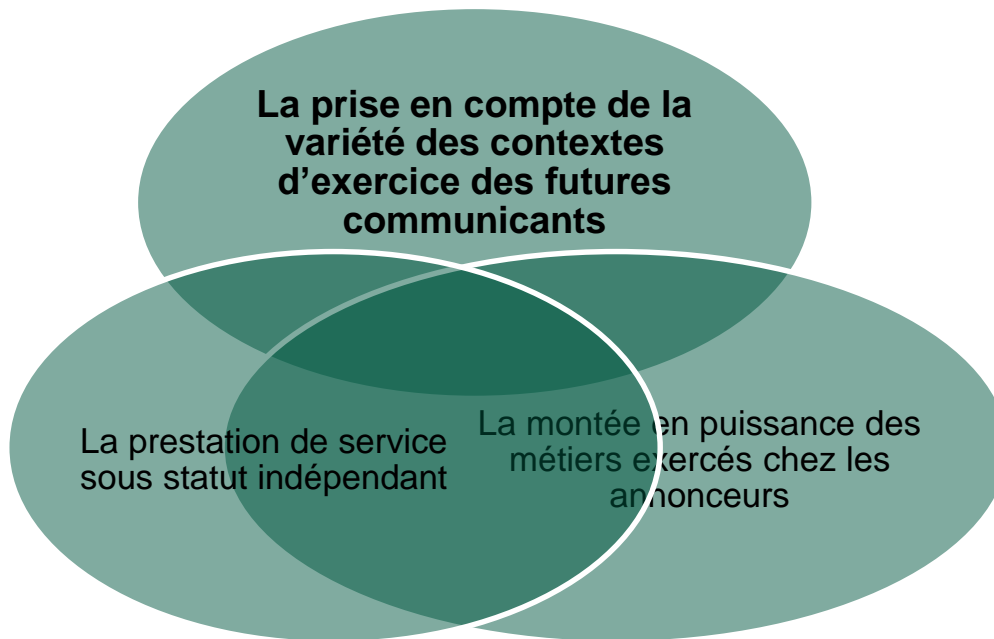 La prise en compte de la
variété des contextes
d’exercice des futures
communicants
La prestation de service
sous statut indépendant
La montée en puissance des
métiers exercés chez les
annonceurs